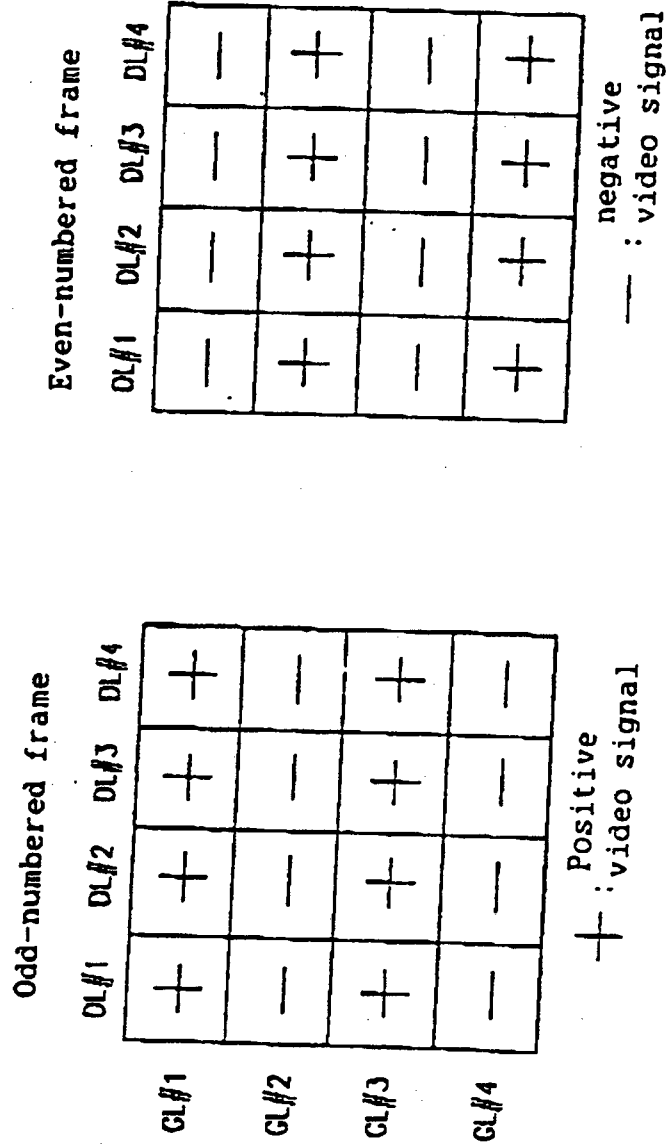 Odd-numbered frame
DL#1 DL#2 DL#3 DL#4
GL#1 + + + +
GL#2 — — — —
GL#3 + + + +
GL#4 — — — —
+ : Positive
video signal
Even-numbered frame
DL#1 DL#2 DL#3 DL#4
— — — —
+ + + +
— — — —
+ + + +
— : negative
video signal